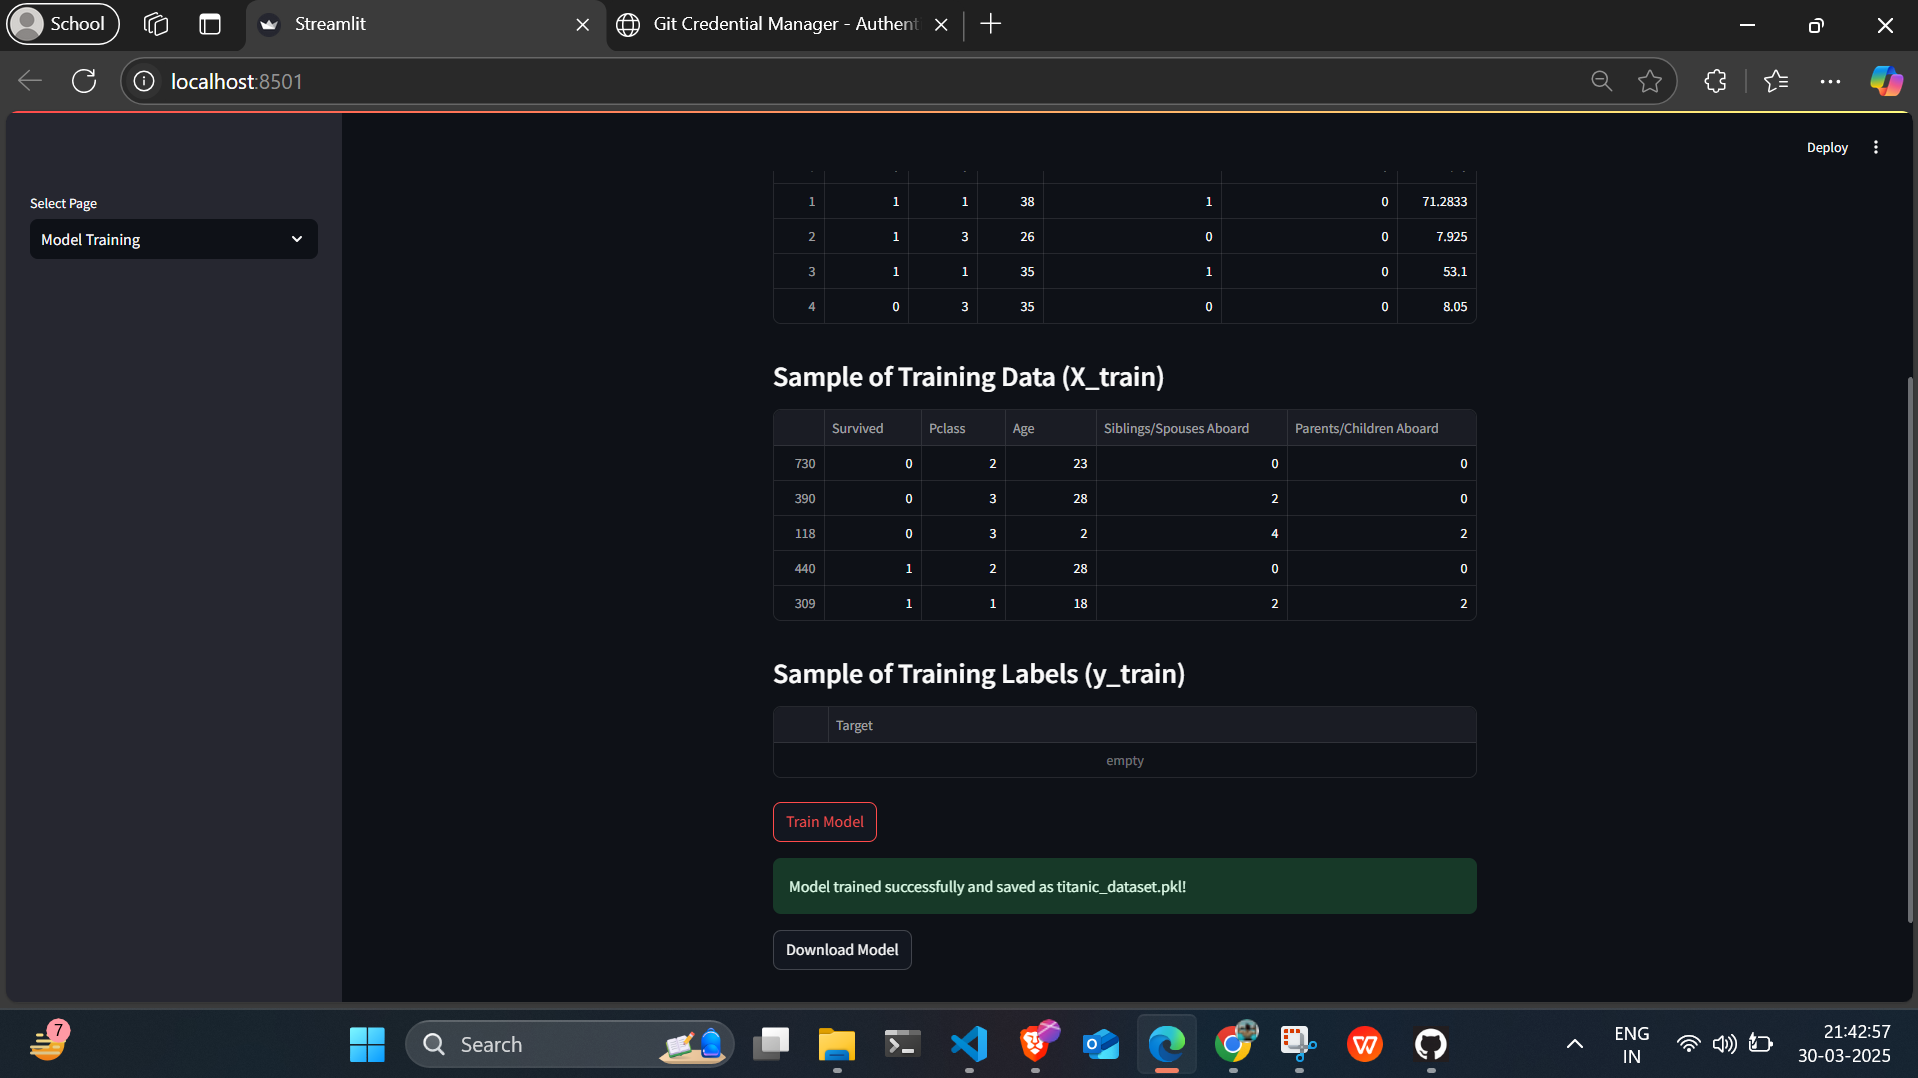 School
Streamlit
Git Credential Manager - Authent
localhost:8501
Deploy
Select Page
Model Training
1 1 1 38 1 0 71.2833
2 1 3 26 0 0 7.925
3 1 1 35 1 0 53.1
4 0 3 35 0 0 8.05
Sample of Training Data (X_train)
Survived Pclass Age Siblings/Spouses Aboard Parents/Children Aboard
730 0 2 23 0 0
390 0 3 28 2 0
118 0 3 2 4 2
440 1 2 28 0 0
309 1 1 18 2 2
Sample of Training Labels (y_train)
Target
empty
Train Model
Model trained successfully and saved as titanic_dataset.pkl!
Download Model
7
Search
ENG
IN
21:42:57
30-03-2025